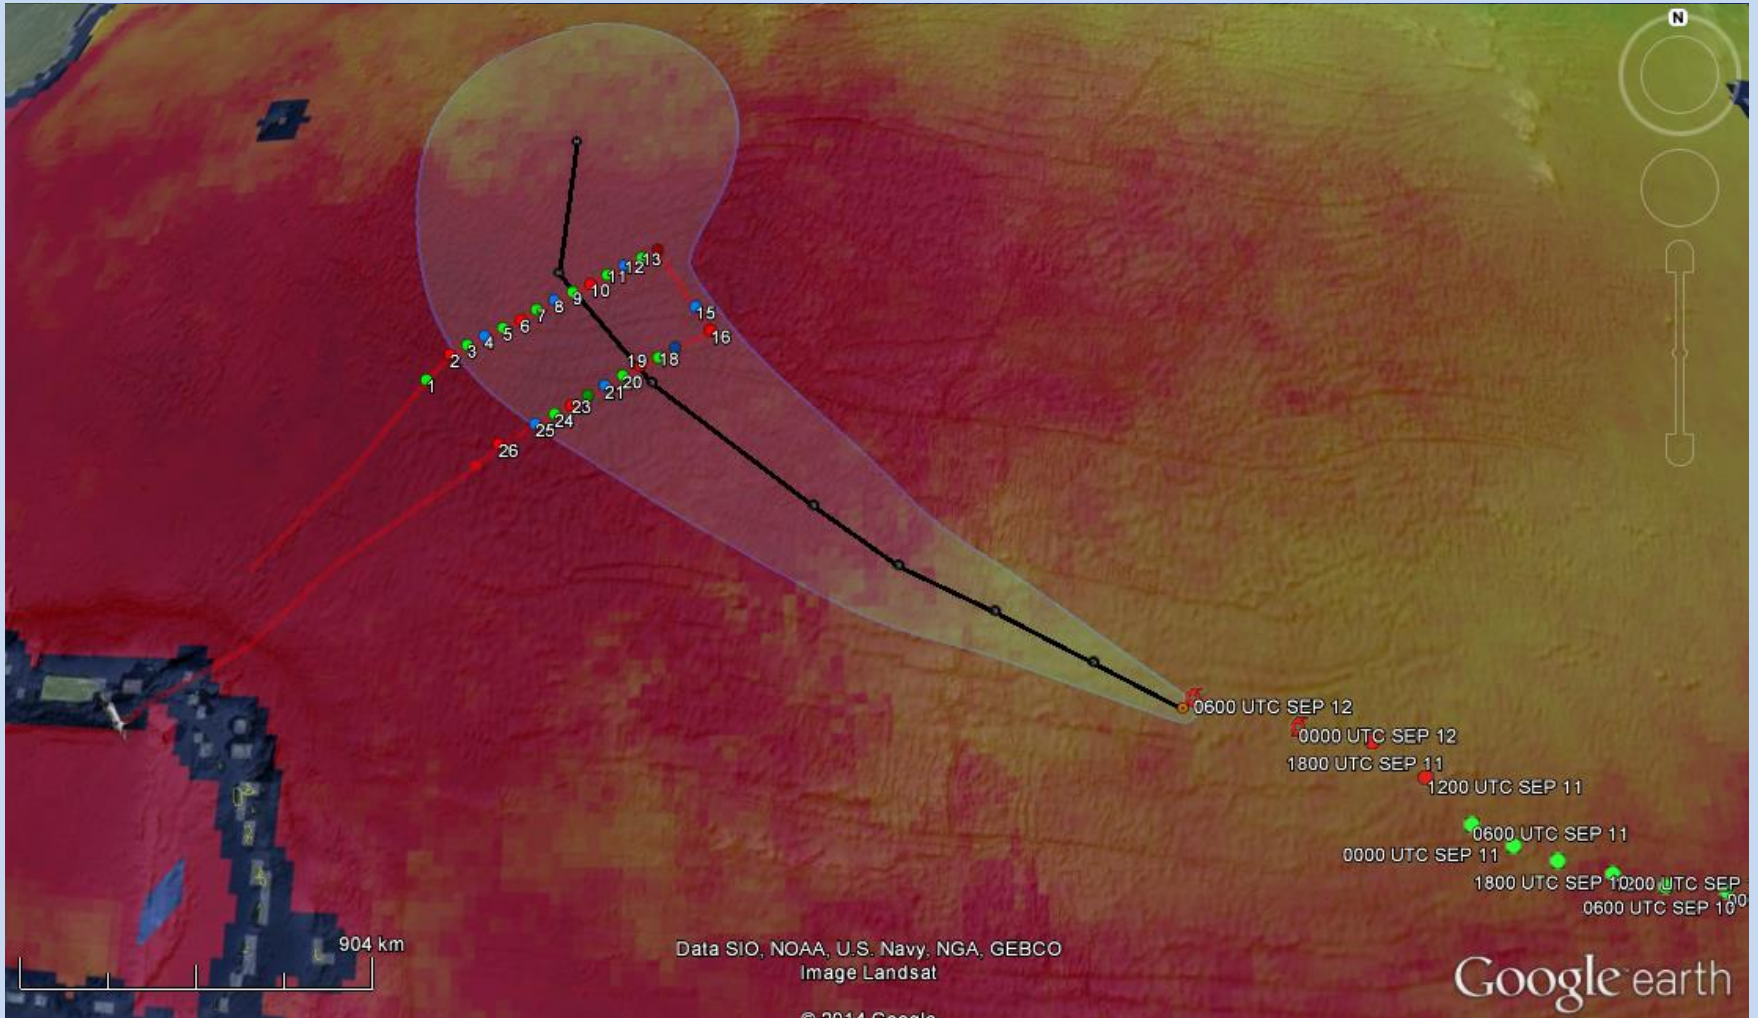 N
13
12
11
10
9
8
7
6
5
4
3
2
1
15
16
18
19
20
21
23
24
25
26
0600 UTC SEP 12
0000 UTC SEP 12
1800 UTC SEP 11
1200 UTC SEP 11
0600 UTC SEP 11
0000 UTC SEP 11
1800 UTC SEP 10
1200 UTC SEP
0600 UTC SEP 10
00
904 km
Data SIO, NOAA, U.S. Navy, NGA, GEBCO
Image Landsat
© 2014 Google
Google earth